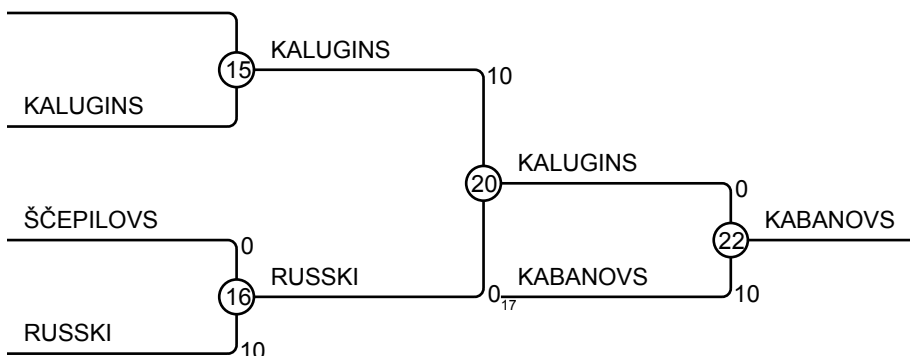 KALUGINS
15
10
KALUGINS
KALUGINS
20
0
ŠČEPILOVS
KABANOVS
0
22
16
RUSSKI
0
17
KABANOVS
10
RUSSKI
10